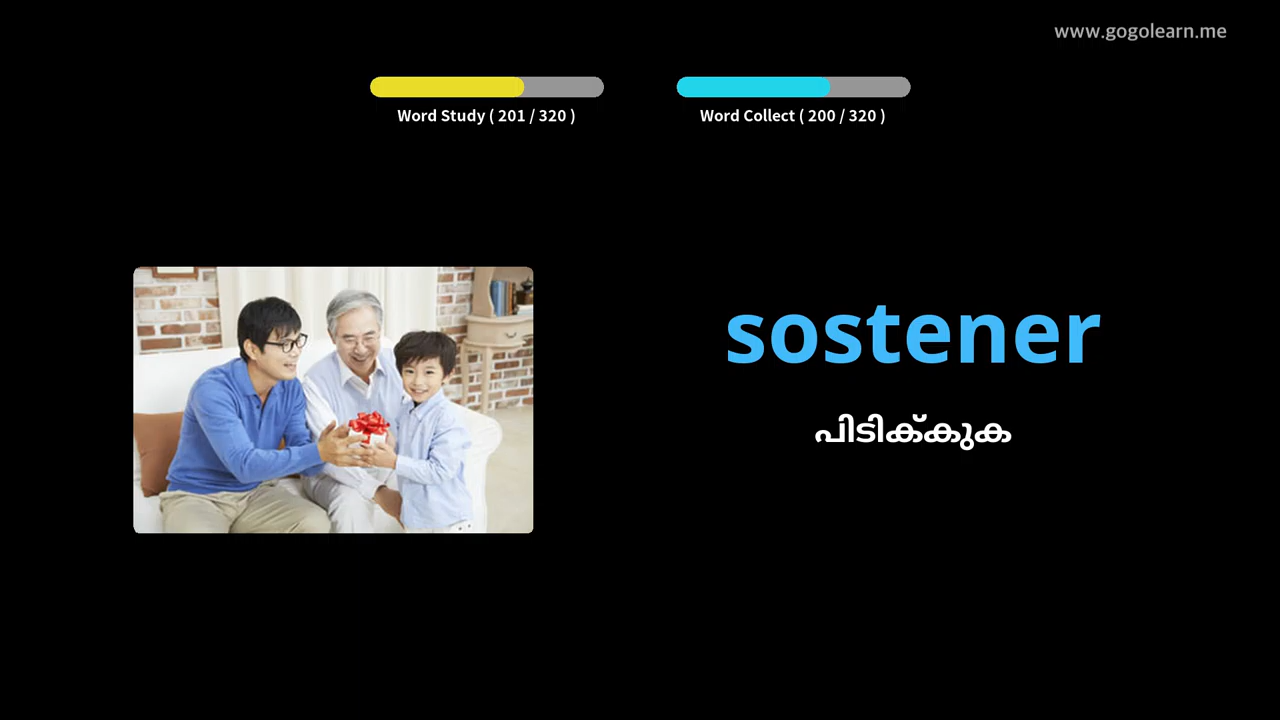 www.gogolearn.me
Word Study ( 201 / 320 )
Word Collect ( 200 / 320 )
sostener
പിടിക്കുക